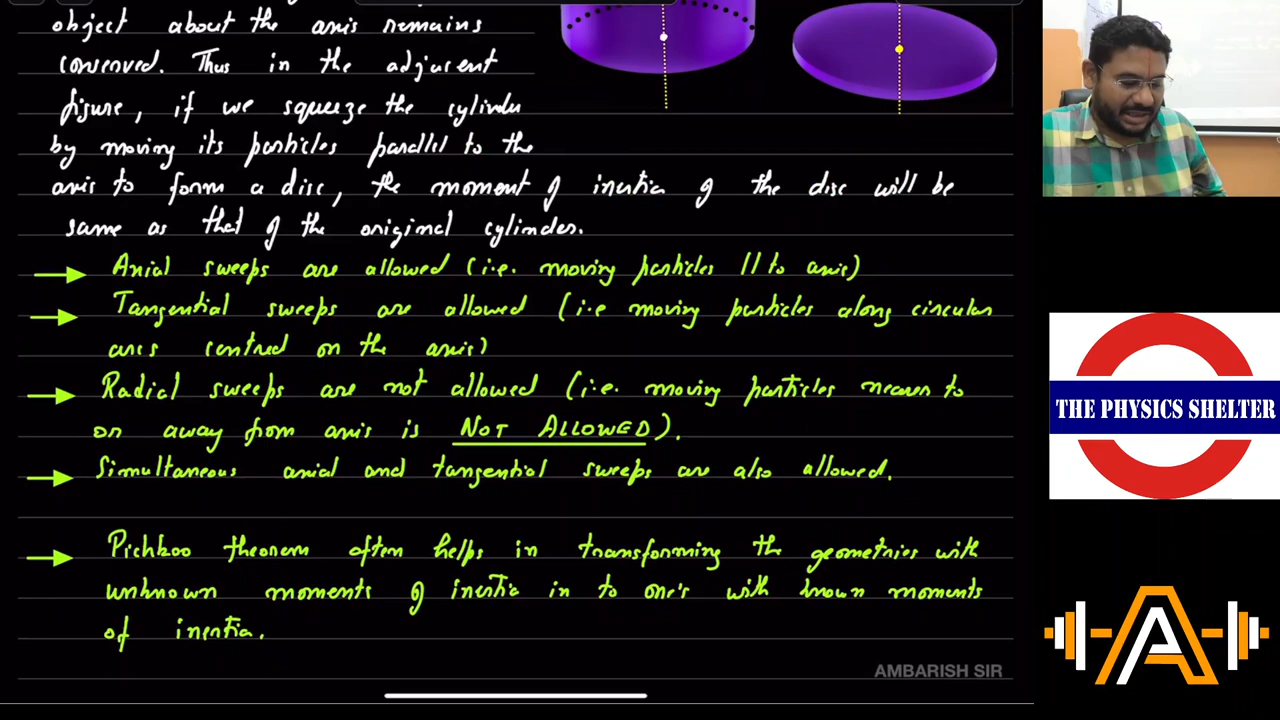 object about the axis remains
conserved. Thus in the adjacent
figure, if we squeeze the cylinder
by moving its particles parallel to the
axis to form a disc, the moment of inertia of the disc will be
same as that of the original cylinder.
→ Axial sweeps are allowed (i.e. moving particles || to axis)
→ Tangential sweeps are allowed (i.e moving particles along circular
arcs centred on the axis)
→ Radial sweeps are not allowed (i.e. moving particles nearer to
or away from axis is NOT ALLOWED).
→ Simultaneous axial and tangential sweeps are also allowed.
→ Pichkoo theorem often helps in transforming the geometries with
unknown moments of inertia in to one's with known moments
of inertia.
AMBARISH SIR
THE PHYSICS SHELTER
A